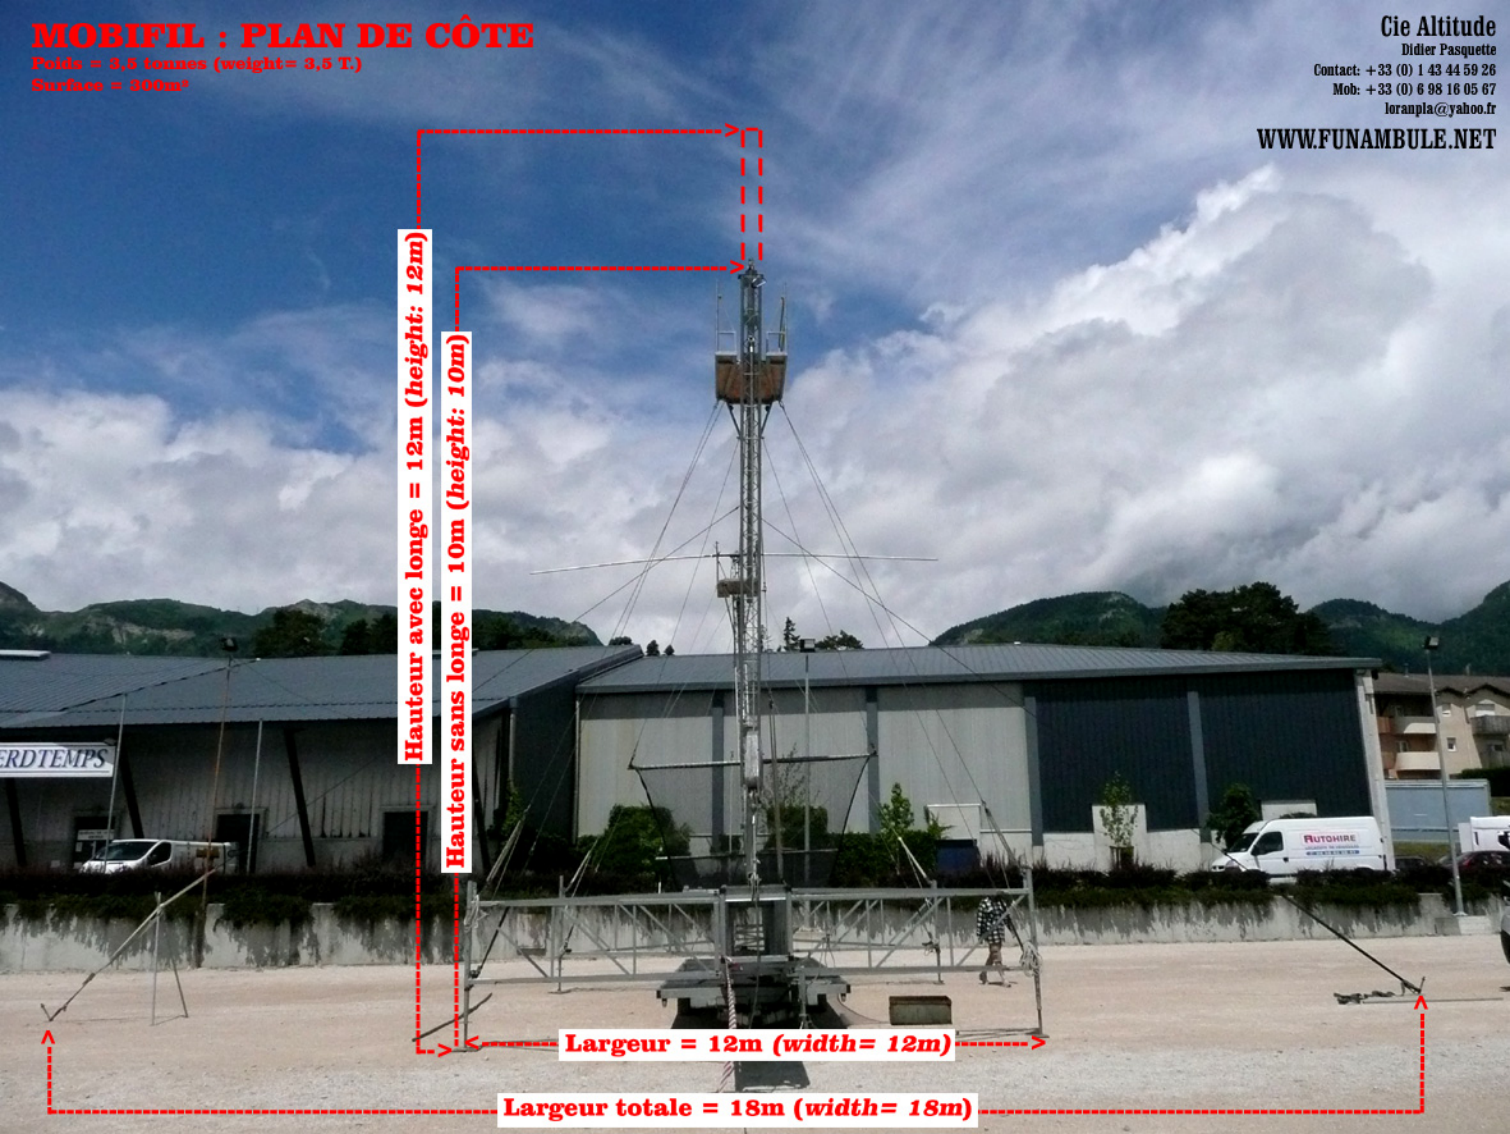 MOBIFIL : PLAN DE CÔTE
Poids = 3,5 tonnes (weight= 3,5 T.)
Surface = 300m²
Cie Altitude
Didier Pasquette
Contact: +33 (0) 1 43 44 59 26
Mob: +33 (0) 6 98 16 05 67
loranpla@yahoo.fr
WWW.FUNAMBULE.NET
Hauteur avec longe = 12m (height: 12m)
Hauteur sans longe = 10m (height: 10m)
ERDTEMPS
AUTOHIRE
Largeur = 12m (width= 12m)
Largeur totale = 18m (width= 18m)